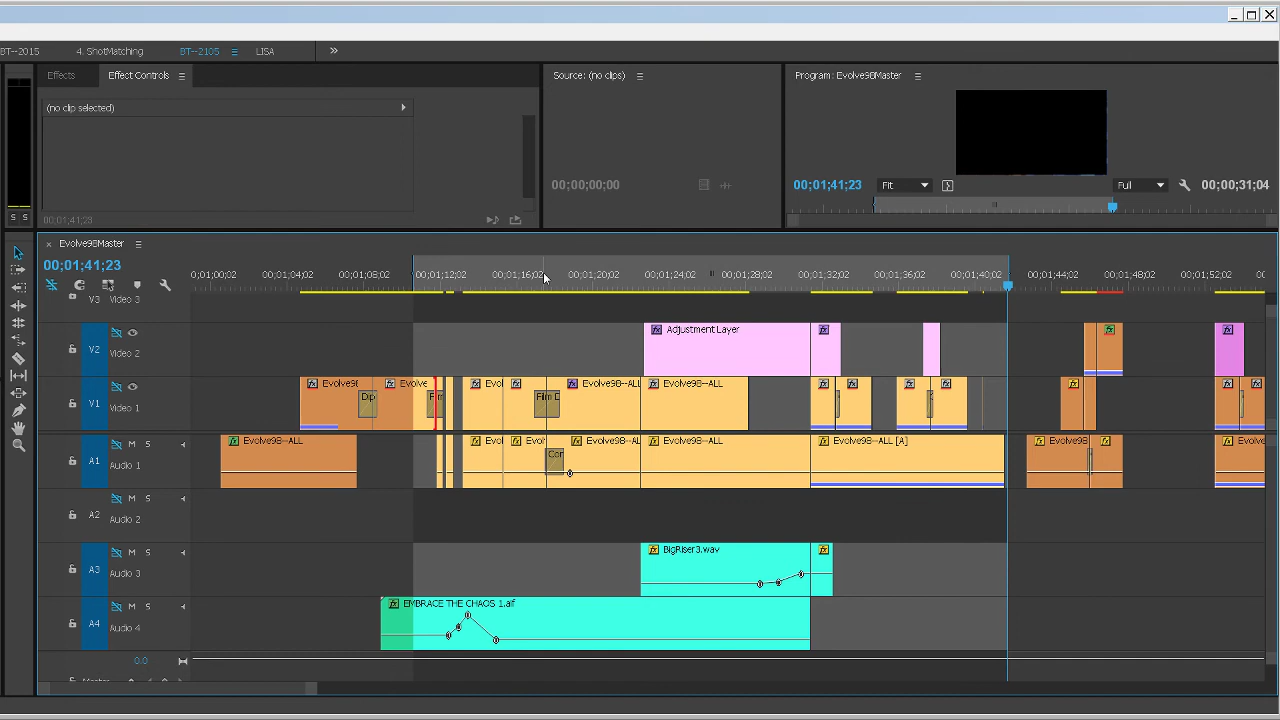 BT--2015 4. ShotMatching BT--2105 LISA
Effects Effect Controls Source: (no clips) Program: Evolve9BMaster
(no clip selected)
00;00;00;00 00;01;41;23 Fit Full 00;00;31;04
00;01;41;23
Evolve9BMaster
00;01;41;23
00;01;00;02 00;01;04;02 00;01;08;02 00;01;12;02 00;01;16;02 00;01;20;02 00;01;24;02 00;01;28;02 00;01;32;02 00;01;36;02 00;01;40;02 00;01;44;02 00;01;48;02 00;01;52;02
V3 Video 3
V2 Video 2 Adjustment Layer
V1 Video 1 Evolve9E Evolve Evol Evolve9B--ALL Evolve9B--ALL
Dip Film D
A1 M S Audio 1 Evolve9B--ALL Evol Evol Evolve9B--AL Evolve9B--ALL Evolve9B--ALL [A] Evolve9B Evolve
Cor
A2 M S Audio 2
A3 M S Audio 3 BigRiser3.wav
A4 M S Audio 4 EMBRACE THE CHAOS 1.aif
0.0
S S